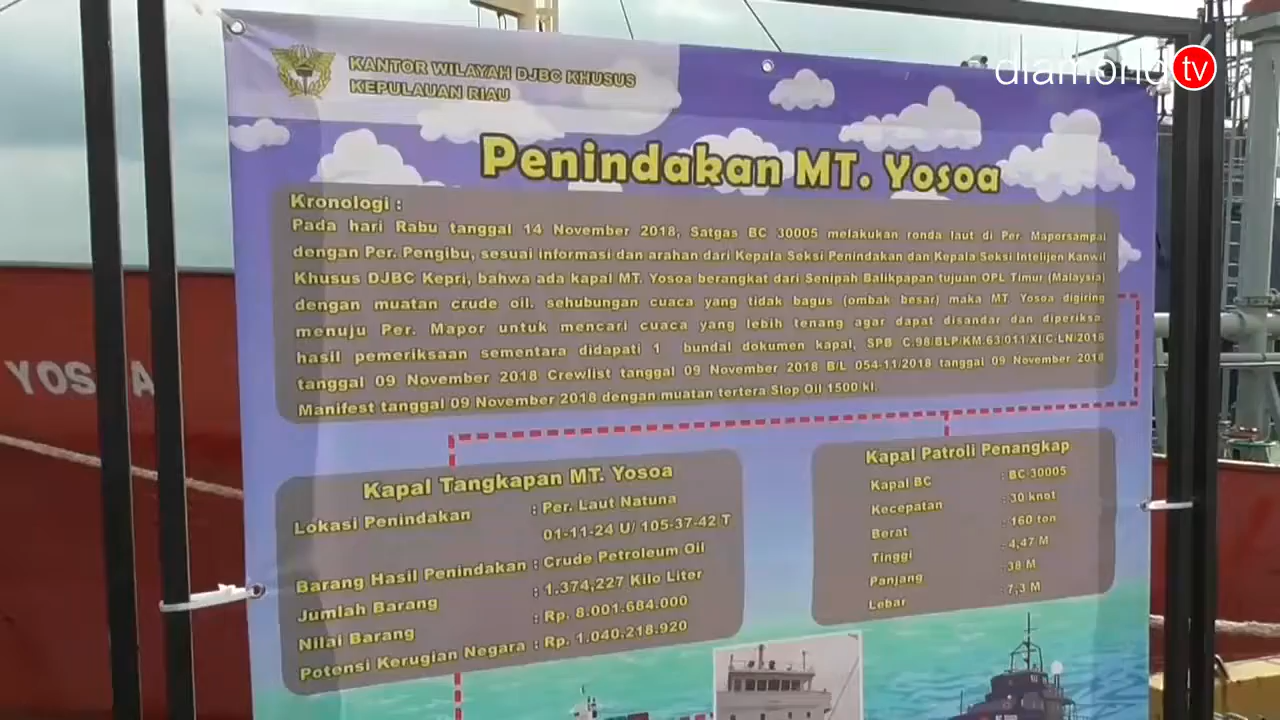 diamond tv
KANTOR WILAYAH DJBC KHUSUS
KEPULAUAN RIAU
Penindakan MT. Yosoa
Kronologi :
Pada hari Rabu tanggal 14 November 2018, Satgas BC 30005 melakukan ronda laut di Per. Maporsampai
dengan Per. Pengibu, sesuai informasi dan arahan dari Kepala Seksi Penindakan dan Kepala Seksi Intelijen Kanwil
Khusus DJBC Kepri, bahwa ada kapal MT. Yosoa berangkat dari Senipah Balikpapan tujuan OPL Timur (Malaysia)
dengan muatan crude oil. sehubungan cuaca yang tidak bagus (ombak besar) maka MT. Yosoa digiring
menuju Per. Mapor untuk mencari cuaca yang lebih tenang agar dapat disandar dan diperiksa.
hasil pemeriksaan sementara didapati 1 bundal dokumen kapal, SPB C.98/BLP/KM.63/011/XI/C-LN/2018
tanggal 09 November 2018 Crewlist tanggal 09 November 2018 B/L 054-11/2018 tanggal 09 November 2018
Manifest tanggal 09 November 2018 dengan muatan tertera Slop Oil 1500 kl.
YOS A
Kapal Tangkapan MT. Yosoa
Lokasi Penindakan : Per. Laut Natuna
01-11-24 U/ 105-37-42 T
Barang Hasil Penindakan : Crude Petroleum Oil
Jumlah Barang : 1.374,227 Kilo Liter
Nilai Barang : Rp. 8.001.684.000
Potensi Kerugian Negara : Rp. 1.040.218.920
Kapal Patroli Penangkap
Kapal BC : BC 30005
Kecepatan : 30 knot
Berat : 160 ton
Tinggi : 4,47 M
Panjang : 38 M
Lebar : 7,3 M